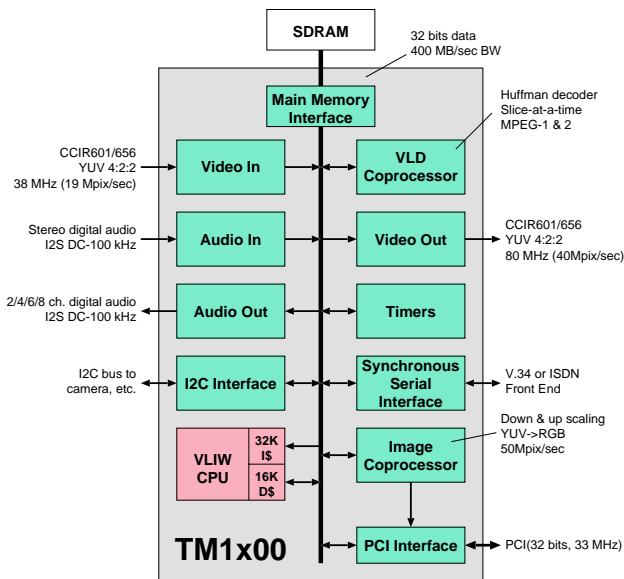 SDRAM
32 bits data
400 MB/sec BW
Main Memory
Interface
Huffman decoder
Slice-at-a-time
MPEG-1 & 2
CCIR601/656
YUV 4:2:2
38 MHz (19 Mpix/sec)
Video In
VLD
Coprocessor
Stereo digital audio
I2S DC-100 kHz
Audio In
Video Out
CCIR601/656
YUV 4:2:2
80 MHz (40Mpix/sec)
2/4/6/8 ch. digital audio
I2S DC-100 kHz
Audio Out
Timers
I2C bus to
camera, etc.
I2C Interface
Synchronous
Serial
Interface
V.34 or ISDN
Front End
VLIW
CPU
32K
I$
16K
D$
Image
Coprocessor
Down & up scaling
YUV->RGB
50Mpix/sec
TM1x00
PCI Interface
PCI(32 bits, 33 MHz)